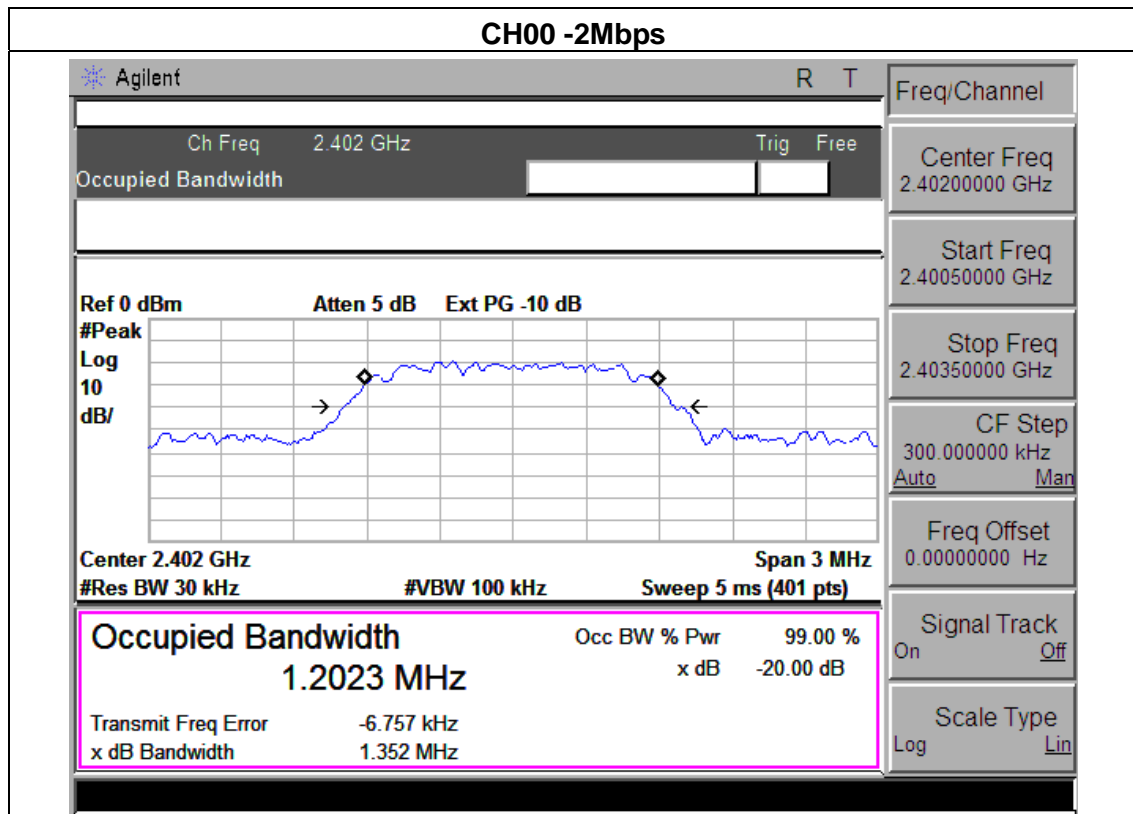 CH00 -2Mbps
Agilent R T
Ch Freq 2.402 GHz Trig Free
Occupied Bandwidth
Ref 0 dBm Atten 5 dB Ext PG -10 dB
#Peak
Log
10
dB/
Center 2.402 GHz Span 3 MHz
#Res BW 30 kHz #VBW 100 kHz Sweep 5 ms (401 pts)
Occupied Bandwidth Occ BW % Pwr 99.00 %
1.2023 MHz x dB -20.00 dB
Transmit Freq Error -6.757 kHz
x dB Bandwidth 1.352 MHz
Freq/Channel
Center Freq
2.40200000 GHz
Start Freq
2.40050000 GHz
Stop Freq
2.40350000 GHz
CF Step
300.000000 kHz
Auto Man
Freq Offset
0.00000000 Hz
Signal Track
On Off
Scale Type
Log Lin